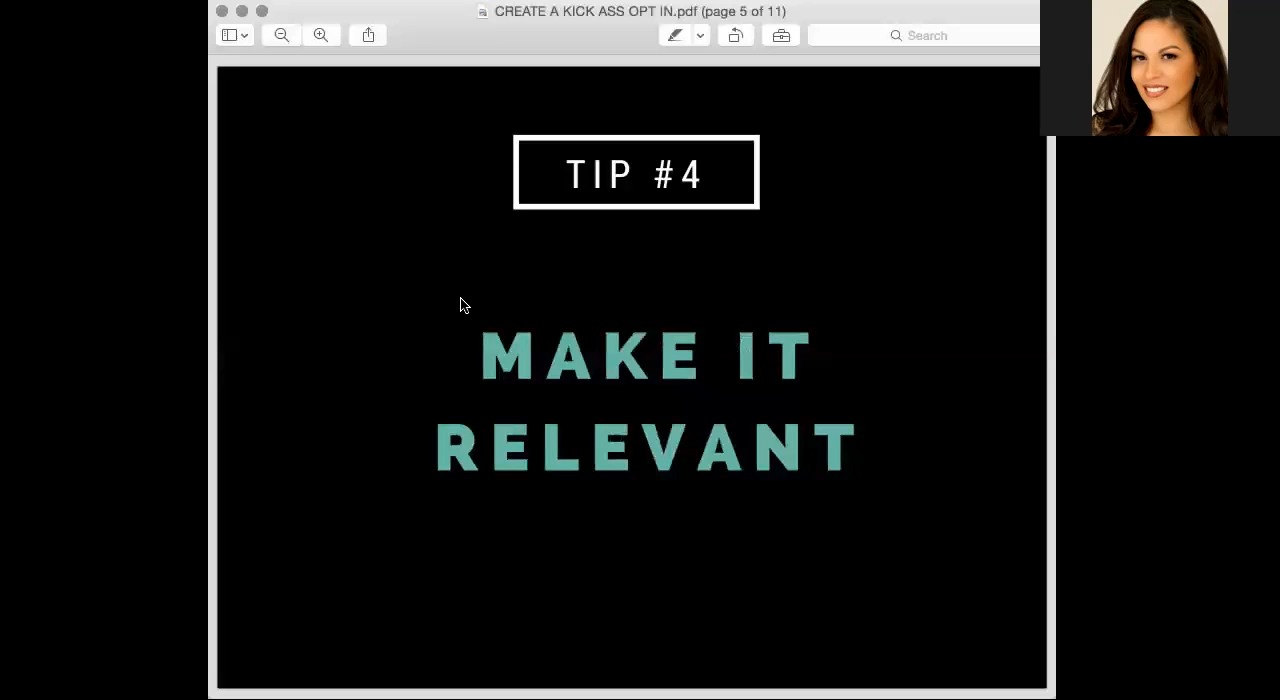 CREATE A KICK ASS OPT IN.pdf (page 5 of 11)
Search
TIP #4
MAKE IT
RELEVANT